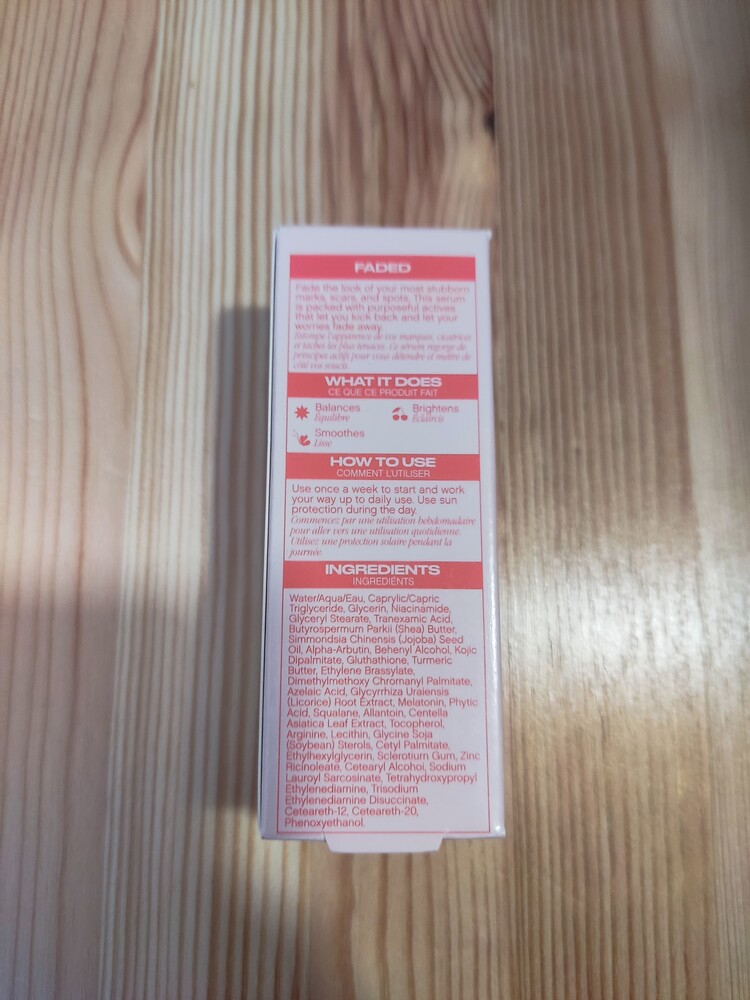 FADED
Fade the look of your most stubborn
marks, scars, and spots. This serum
is packed with purposeful actives
that let you kick back and let your
worries fade away.
Estompe l'apparence de vos marques, cicatrices
et taches les plus tenaces. Ce sérum regorge de
principes actifs pour vous détendre et mettre de
côté vos soucis.
WHAT IT DOES
CE QUE CE PRODUIT FAIT
Balances
Équilibre
Brightens
Éclaircis
Smoothes
Lisse
HOW TO USE
COMMENT L'UTILISER
Use once a week to start and work
your way up to daily use. Use sun
protection during the day.
Commencez par une utilisation hebdomadaire
pour aller vers une utilisation quotidienne.
Utilisez une protection solaire pendant la
journée.
INGREDIENTS
INGRÉDIENTS
Water/Aqua/Eau, Caprylic/Capric
Triglyceride, Glycerin, Niacinamide,
Glyceryl Stearate, Tranexamic Acid,
Butyrospermum Parkii (Shea) Butter,
Simmondsia Chinensis (Jojoba) Seed
Oil, Alpha-Arbutin, Behenyl Alcohol, Kojic
Dipalmitate, Gluthathione, Turmeric
Butter, Ethylene Brassylate,
Dimethylmethoxy Chromanyl Palmitate,
Azelaic Acid, Glycyrrhiza Uralensis
(Licorice) Root Extract, Melatonin, Phytic
Acid, Squalane, Allantoin, Centella
Asiatica Leaf Extract, Tocopherol,
Arginine, Lecithin, Glycine Soja
(Soybean) Sterols, Cetyl Palmitate,
Ethylhexylglycerin, Sclerotium Gum, Zinc
Ricinoleate, Cetearyl Alcohol, Sodium
Lauroyl Sarcosinate, Tetrahydroxypropyl
Ethylenediamine, Trisodium
Ethylenediamine Disuccinate,
Ceteareth-12, Ceteareth-20,
Phenoxyethanol.